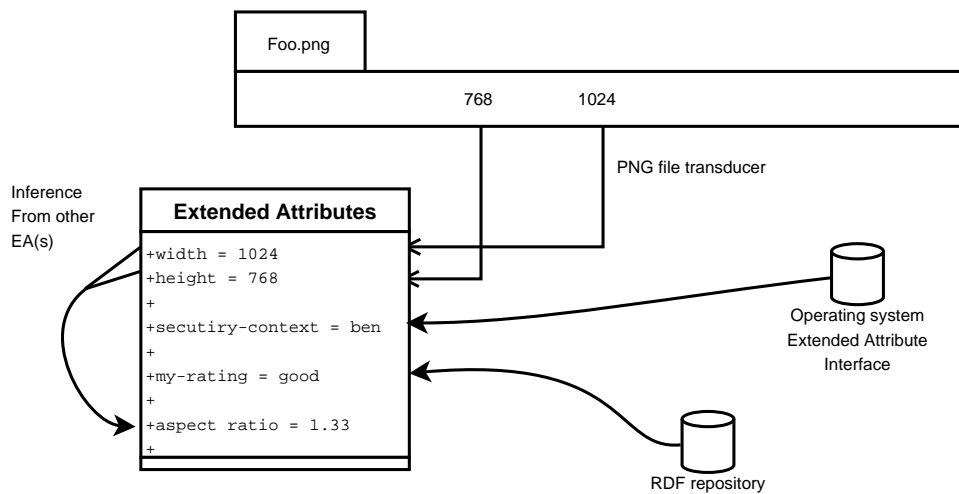 Foo.png
768 1024
PNG file transducer
Inference
From other
EA(s)
Extended Attributes
+width = 1024
+height = 768
+
+secutiry-context = ben
+
+my-rating = good
+
+aspect ratio = 1.33
+
Operating system
Extended Attribute
Interface
RDF repository